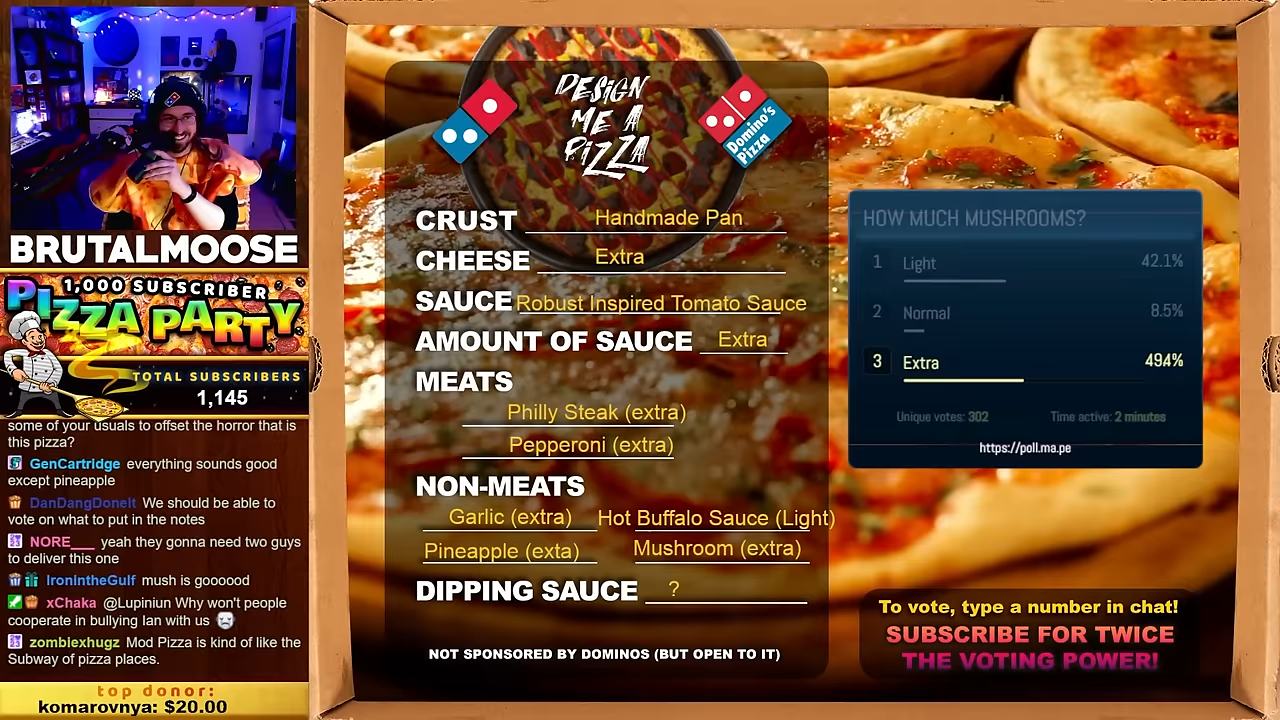 BRUTALMOOSE
1,000 SUBSCRIBER
PIZZA PARTY
TOTAL SUBSCRIBERS
1,145
some of your usuals to offset the horror that is
this pizza?
GenCartridge everything sounds good
except pineapple
DanDangDoneIt We should be able to
vote on what to put in the notes
NORE___ yeah they gonna need two guys
to deliver this one
IronintheGulf mush is goooood
xChaka @Lupiniun Why won't people
cooperate in bullying Ian with us
zombiexhugz Mod Pizza is kind of like the
Subway of pizza places.
top donor:
komarovnya: $20.00
DESIGN
ME A
PIZZA
Domino's
Pizza
CRUST Handmade Pan
CHEESE Extra
SAUCE Robust Inspired Tomato Sauce
AMOUNT OF SAUCE Extra
MEATS
Philly Steak (extra)
Pepperoni (extra)
NON-MEATS
Garlic (extra) Hot Buffalo Sauce (Light)
Pineapple (exta) Mushroom (extra)
DIPPING SAUCE ?
NOT SPONSORED BY DOMINOS (BUT OPEN TO IT)
HOW MUCH MUSHROOMS?
1 Light 42.1%
2 Normal 8.5%
3 Extra 49.4%
Unique votes: 302 Time active: 2 minutes
https://poll.ma.pe
To vote, type a number in chat!
SUBSCRIBE FOR TWICE
THE VOTING POWER!